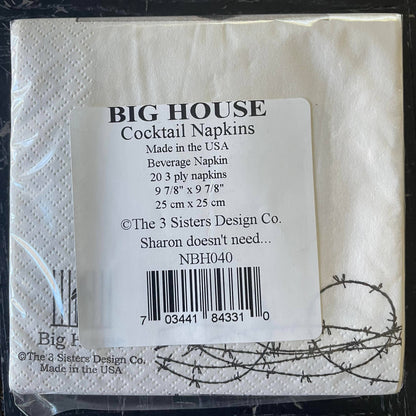 BIG HOUSE
Cocktail Napkins
Made in the USA
Beverage Napkin
20 3 ply napkins
9 7/8" x 9 7/8"
25 cm x 25 cm
©The 3 Sisters Design Co.
Sharon doesn't need...
NBH040
7 03441 84331 0
Big H
©The 3 Sisters Design Co.
Made in the USA